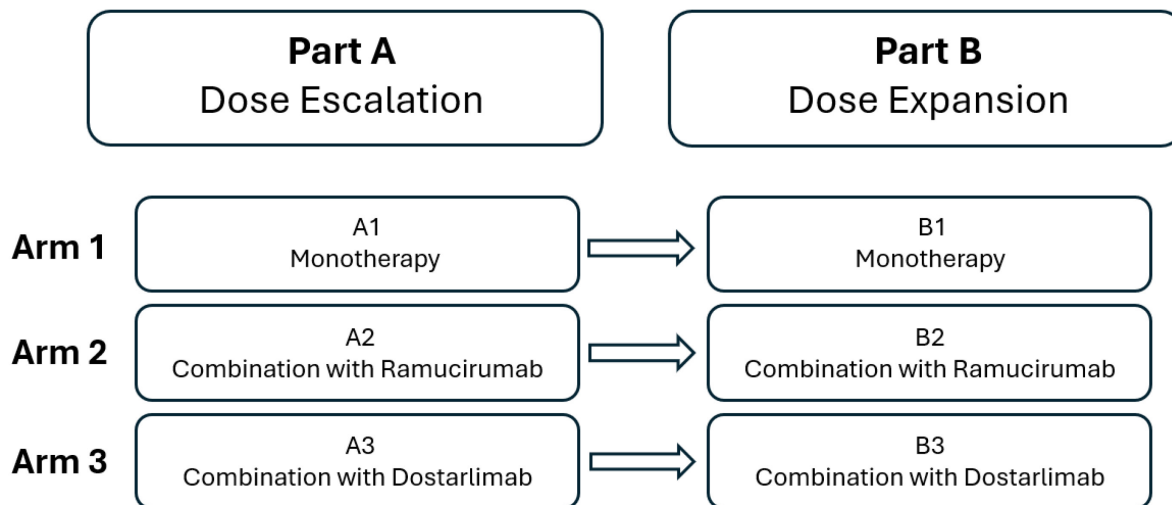 Part A
Dose Escalation
Part B
Dose Expansion
Arm 1
A1
Monotherapy
B1
Monotherapy
Arm 2
A2
Combination with Ramucirumab
B2
Combination with Ramucirumab
Arm 3
A3
Combination with Dostarlimab
B3
Combination with Dostarlimab